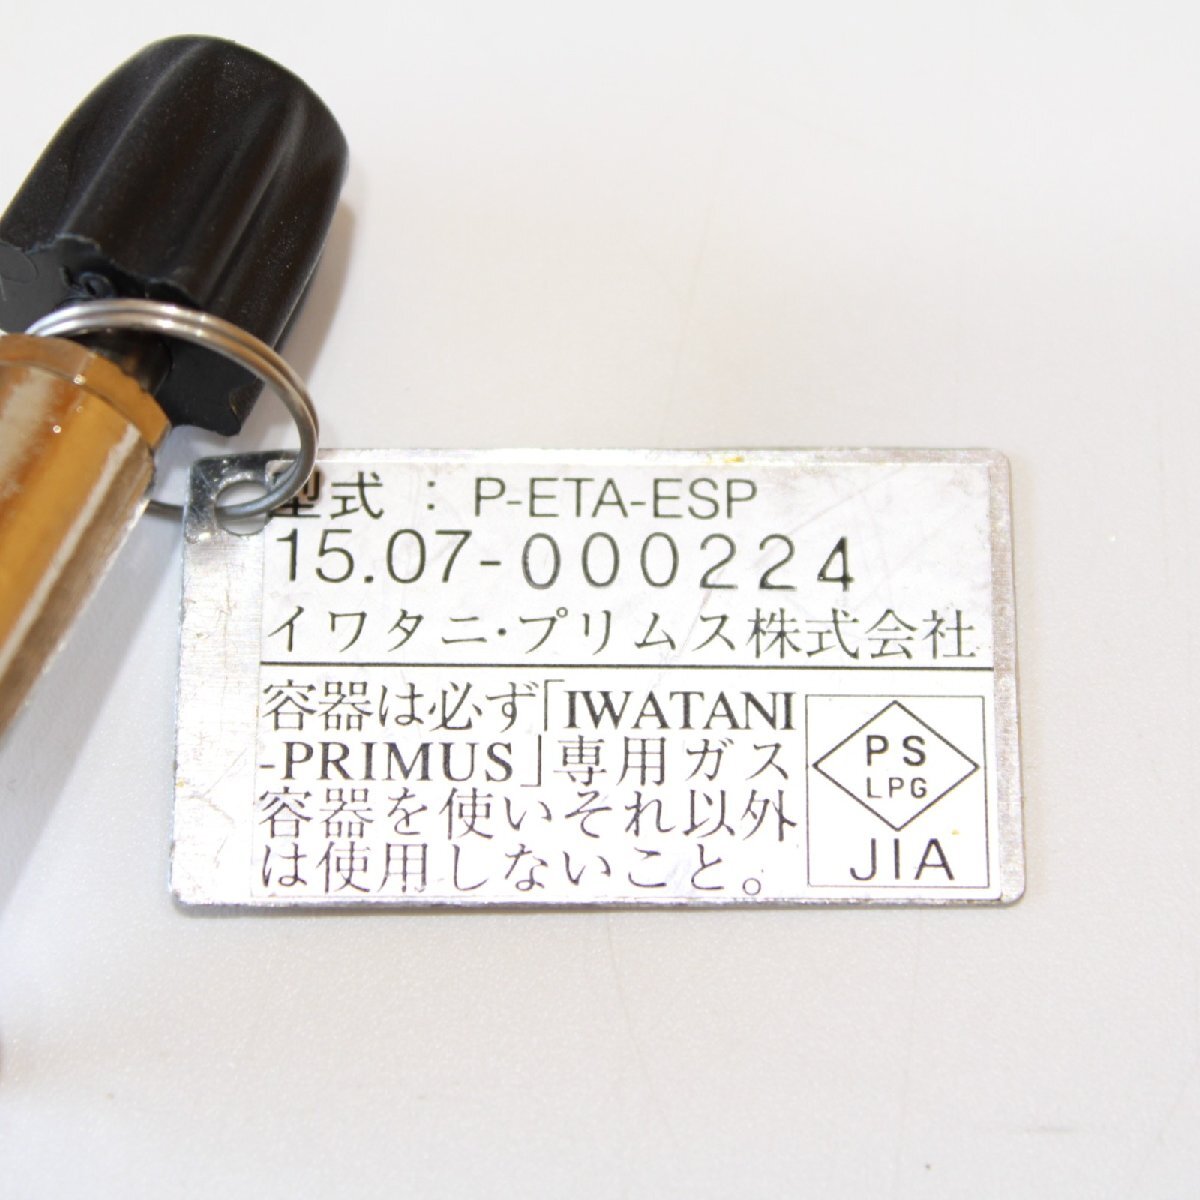 型式 : P-ETA-ESP
15.07-000224
イワタニ・プリムス株式会社
容器は必ず「IWATANI
-PRIMUS」専用ガス
容器を使いそれ以外
は使用しないこと。
PS
LPG
JIA